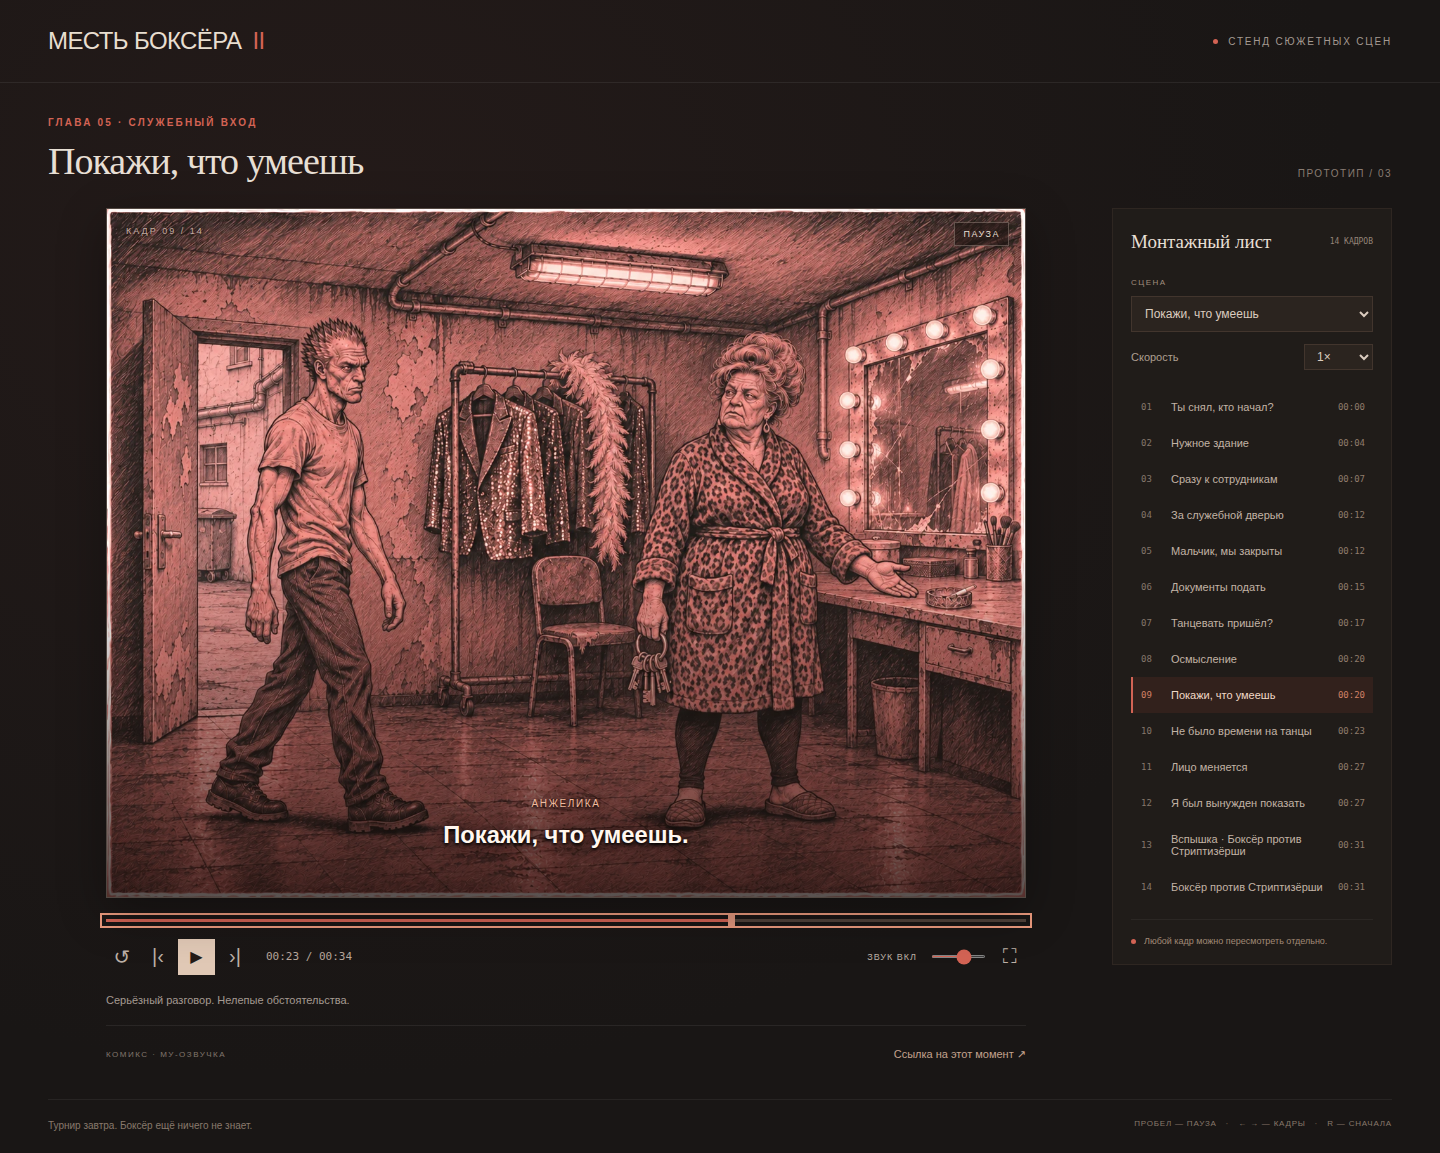 МЕСТЬ БОКСЁРА II
СТЕНД СЮЖЕТНЫХ СЦЕН
ГЛАВА 05 · СЛУЖЕБНЫЙ ВХОД
Покажи, что умеешь
ПРОТОТИП / 03
КАДР 09 / 14
ПАУЗА
АНЖЕЛИКА
Покажи, что умеешь.
00:23 / 00:34
ЗВУК ВКЛ
Серьёзный разговор. Нелепые обстоятельства.
КОМИКС · МУ-ОЗВУЧКА
Ссылка на этот момент ↗
Монтажный лист
14 КАДРОВ
СЦЕНА
Покажи, что умеешь
Скорость 1×
01 Ты снял, кто начал? 00:00
02 Нужное здание 00:04
03 Сразу к сотрудникам 00:07
04 За служебной дверью 00:12
05 Мальчик, мы закрыты 00:12
06 Документы подать 00:15
07 Танцевать пришёл? 00:17
08 Осмысление 00:20
09 Покажи, что умеешь 00:20
10 Не было времени на танцы 00:23
11 Лицо меняется 00:27
12 Я был вынужден показать 00:27
13 Вспышка · Боксёр против
Стриптизёрши 00:31
14 Боксёр против Стриптизёрши 00:31
Любой кадр можно пересмотреть отдельно.
Турнир завтра. Боксёр ещё ничего не знает.
ПРОБЕЛ — ПАУЗА · ← → — КАДРЫ · R — СНАЧАЛА